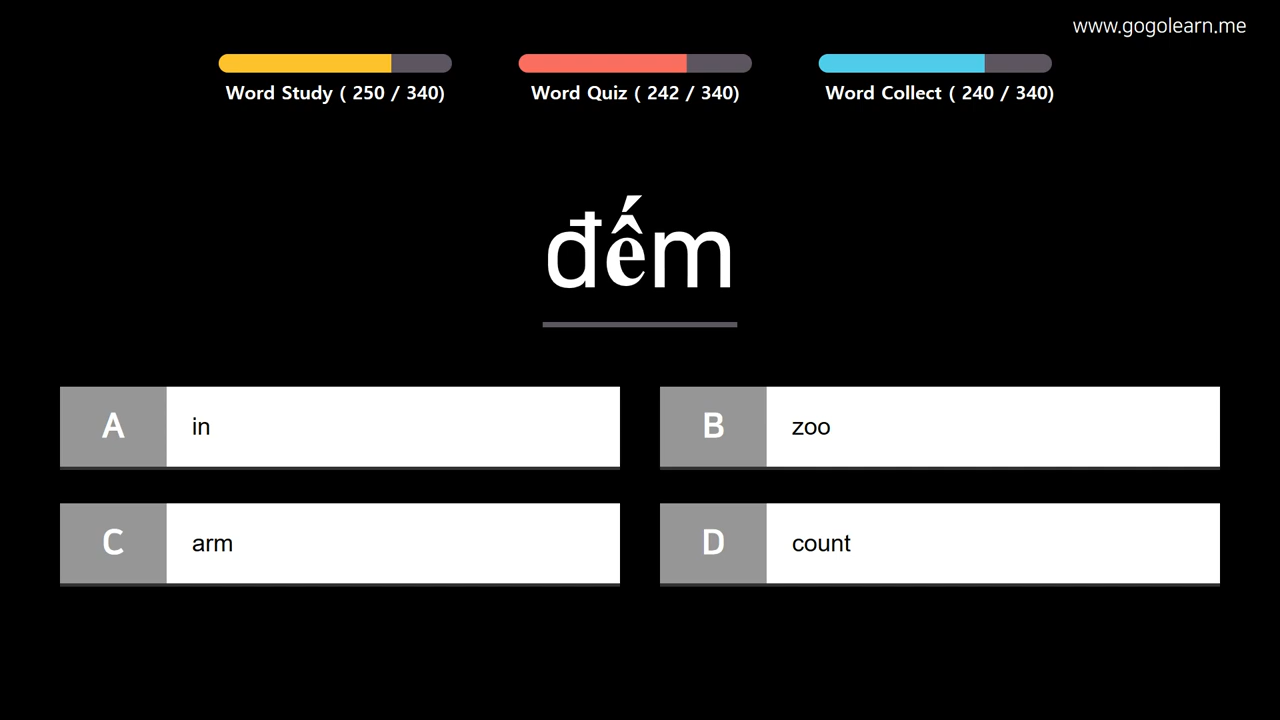 www.gogolearn.me
Word Study ( 250 / 340)
Word Quiz ( 242 / 340)
Word Collect ( 240 / 340)
đếm
A in
B zoo
C arm
D count